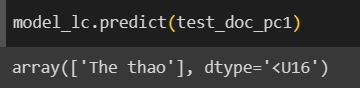 model_lc.predict(test_doc_pc1)
array(['The thao'], dtype='<U16')